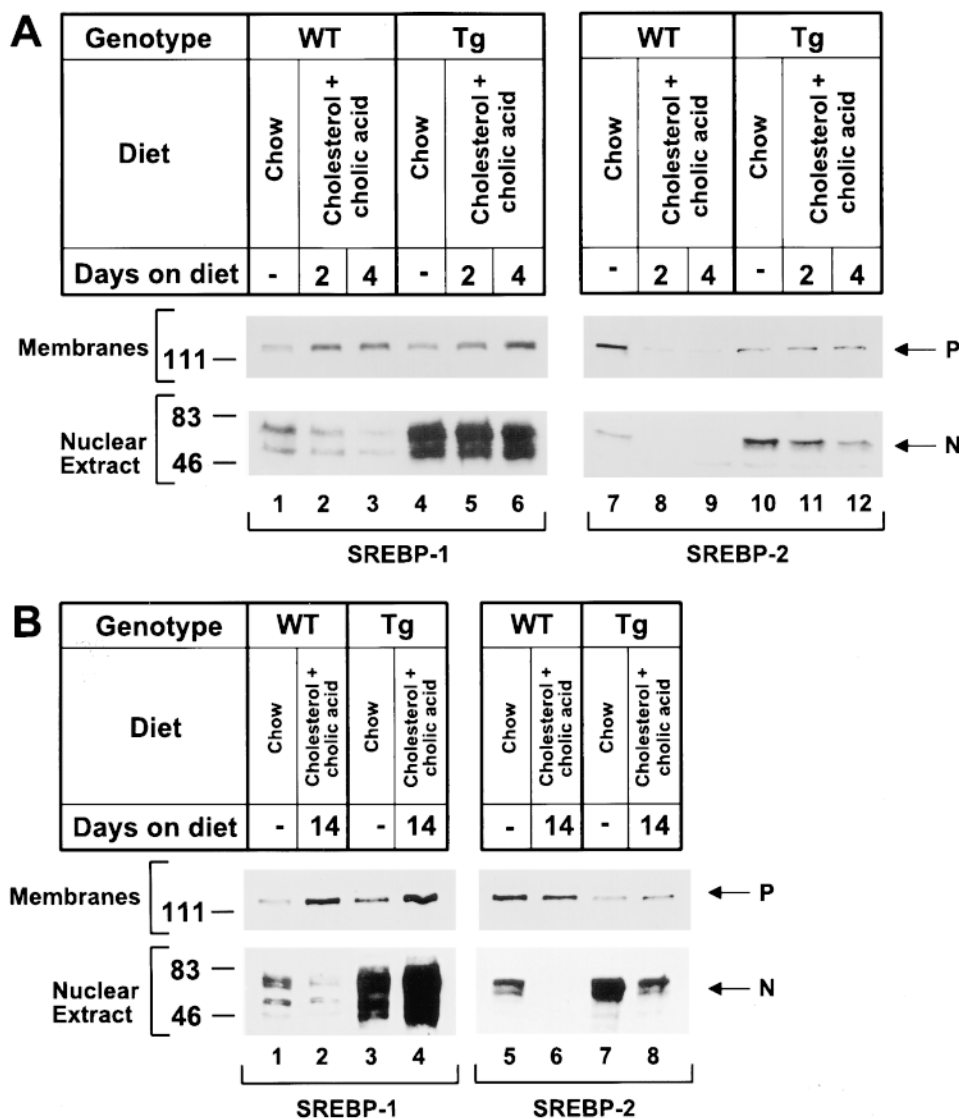 A
Genotype WT Tg WT Tg
Diet Chow Cholesterol + cholic acid Chow Cholesterol + cholic acid Chow Cholesterol + cholic acid Chow Cholesterol + cholic acid
Days on diet - 2 4 - 2 4 - 2 4 - 2 4
Membranes 111 P
Nuclear Extract 83 46 N
1 2 3 4 5 6 7 8 9 10 11 12
SREBP-1 SREBP-2
B
Genotype WT Tg WT Tg
Diet Chow Cholesterol + cholic acid Chow Cholesterol + cholic acid Chow Cholesterol + cholic acid Chow Cholesterol + cholic acid
Days on diet - 14 - 14 - 14 - 14
Membranes 111 P
Nuclear Extract 83 46 N
1 2 3 4 5 6 7 8
SREBP-1 SREBP-2